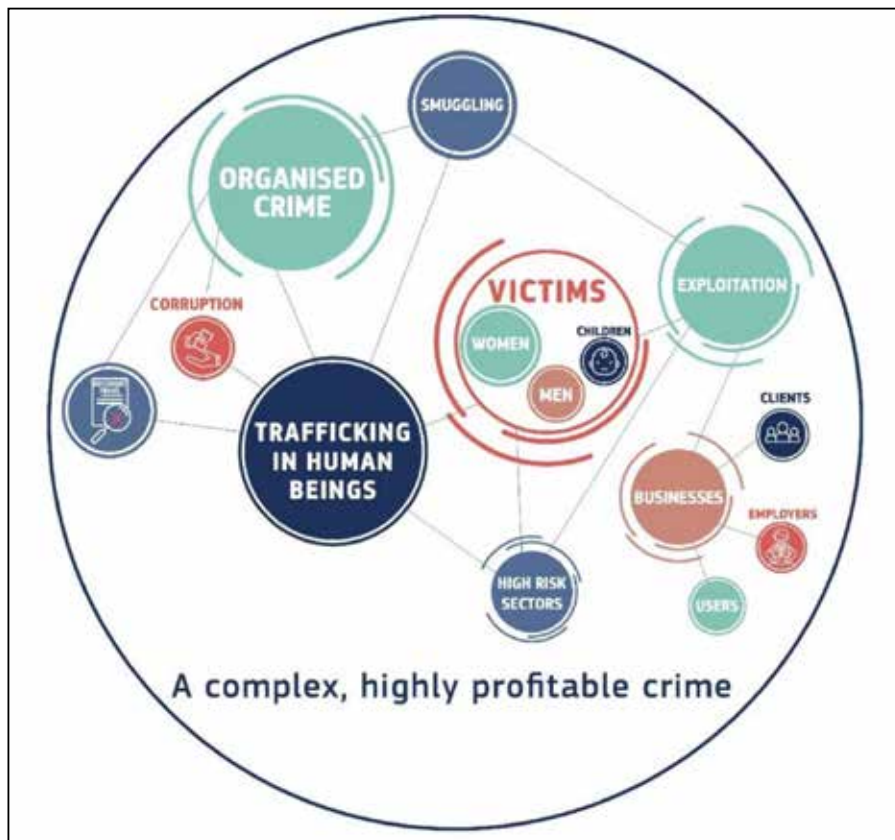 SMUGGLING
ORGANISED
CRIME
EXPLOITATION
VICTIMS
CORRUPTION
WOMEN
CHILDREN
MEN
CLIENTS
TRAFFICKING
IN HUMAN
BEINGS
BUSINESSES
EMPLOYERS
HIGH RISK
SECTORS
USERS
A complex, highly profitable crime